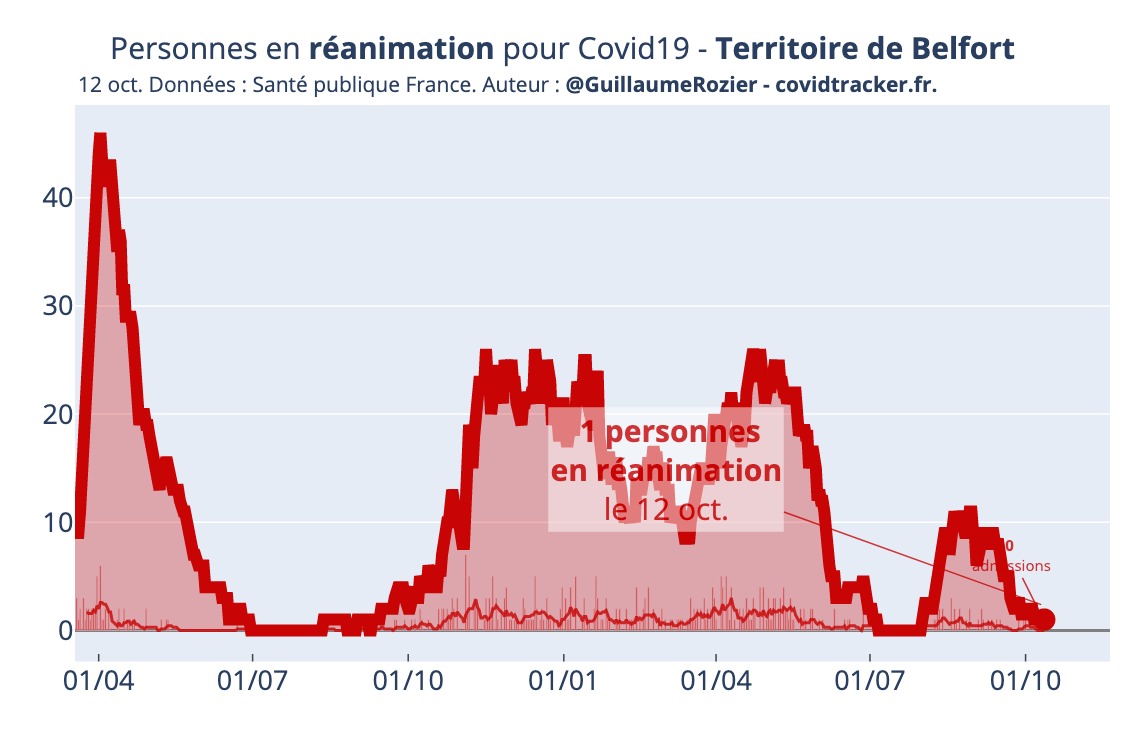 Personnes en réanimation pour Covid19 - Territoire de Belfort
12 oct. Données : Santé publique France. Auteur : @GuillaumeRozier - covidtracker.fr.
40
30
20
10
0
1 personnes
en réanimation
le 12 oct.
0
admissions
01/04 01/07 01/10 01/01 01/04 01/07 01/10